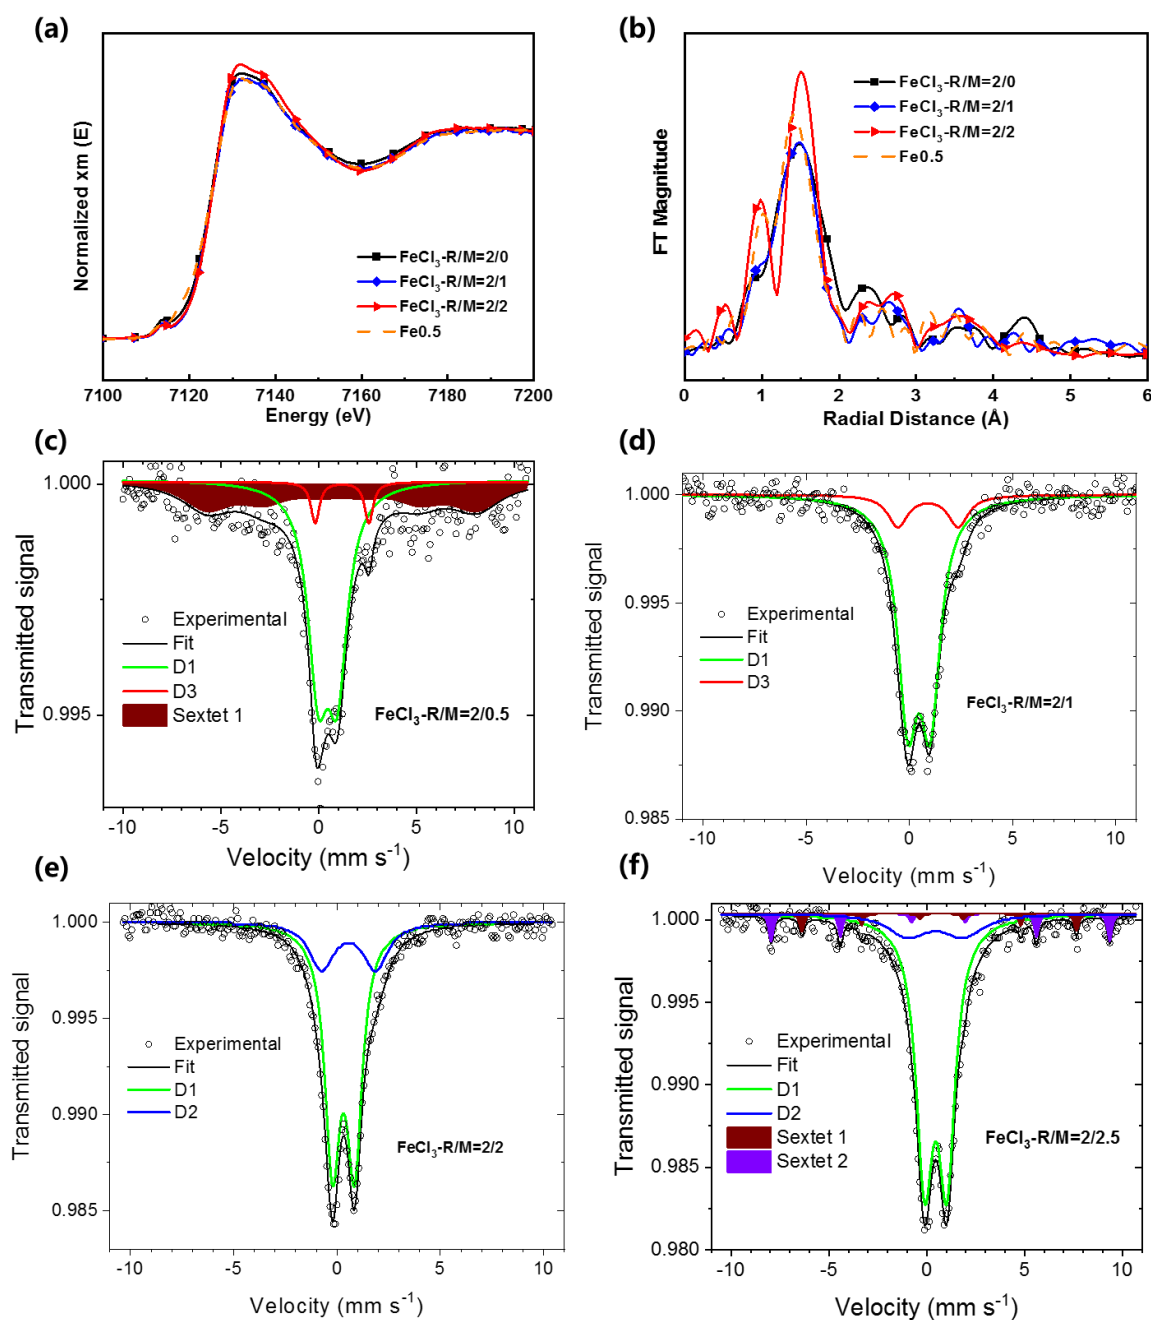 (a)
Normalized xm (E)
FeCl3-R/M=2/0
FeCl3-R/M=2/1
FeCl3-R/M=2/2
Fe0.5
7100 7120 7140 7160 7180 7200
Energy (eV)
(b)
FT Magnitude
FeCl3-R/M=2/0
FeCl3-R/M=2/1
FeCl3-R/M=2/2
Fe0.5
0 1 2 3 4 5 6
Radial Distance (Å)
(c)
Transmitted signal
1.000
0.995
Experimental
Fit
D1
D3
Sextet 1
FeCl3-R/M=2/0.5
-10 -5 0 5 10
Velocity (mm s-1)
(d)
Transmitted signal
1.000
0.995
0.990
0.985
Experimental
Fit
D1
D3
FeCl3-R/M=2/1
-10 -5 0 5 10
Velocity (mm s-1)
(e)
Transmitted signal
1.000
0.995
0.990
0.985
Experimental
Fit
D1
D2
FeCl3-R/M=2/2
-10 -5 0 5 10
Velocity (mm s-1)
(f)
Transmitted signal
1.000
0.995
0.990
0.985
0.980
Experimental
Fit
D1
D2
Sextet 1
Sextet 2
FeCl3-R/M=2/2.5
-10 -5 0 5 10
Velocity (mm s-1)